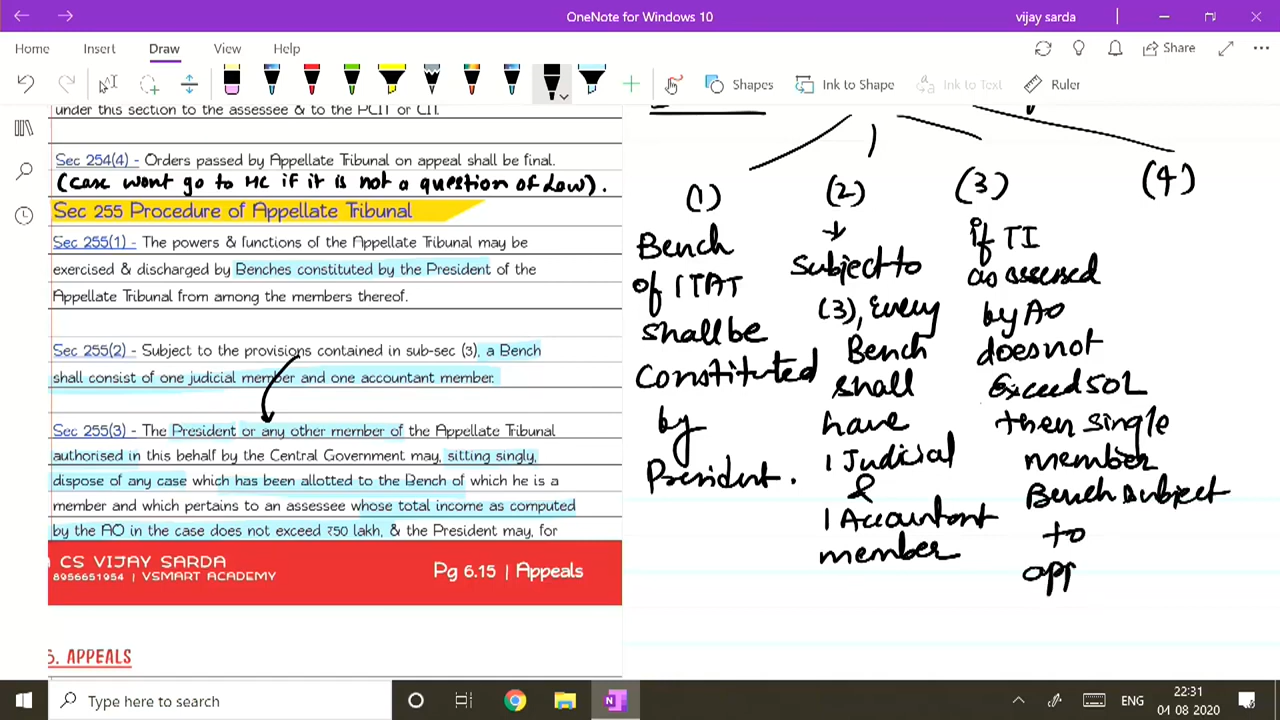 OneNote for Windows 10
vijay sarda
Home
Insert
Draw
View
Help
Share
Shapes
Ink to Shape
Ink to Text
Ruler
under this section to the assessee & to the PCIT or CIT.
Sec 254(4) - Orders passed by Appellate Tribunal on appeal shall be final.
(case wont go to HC if it is not a question of Law).
Sec 255 Procedure of Appellate Tribunal
Sec 255(1) - The powers & functions of the Appellate Tribunal may be
exercised & discharged by Benches constituted by the President of the
Appellate Tribunal from among the members thereof.
Sec 255(2) - Subject to the provisions contained in sub-sec (3), a Bench
shall consist of one judicial member and one accountant member.
Sec 255(3) - The President or any other member of the Appellate Tribunal
authorised in this behalf by the Central Government may, sitting singly,
dispose of any case which has been allotted to the Bench of which he is a
member and which pertains to an assessee whose total income as computed
by the AO in the case does not exceed ₹50 lakh, & the President may, for
CS VIJAY SARDA
8956651954 | VSMART ACADEMY
Pg 6.15 | Appeals
6. APPEALS
(1)
Bench
of ITAT
shall be
constituted
by
President.
(2)
Subject to
(3), Every
Bench
shall
have
1 Judicial
&
1 Accountant
member
(3)
if TI
as assessed
by AO
does not
exceed 50L
then single
member
Bench subject
to
app
(4)
Type here to search
ENG
22:31
04-08-2020